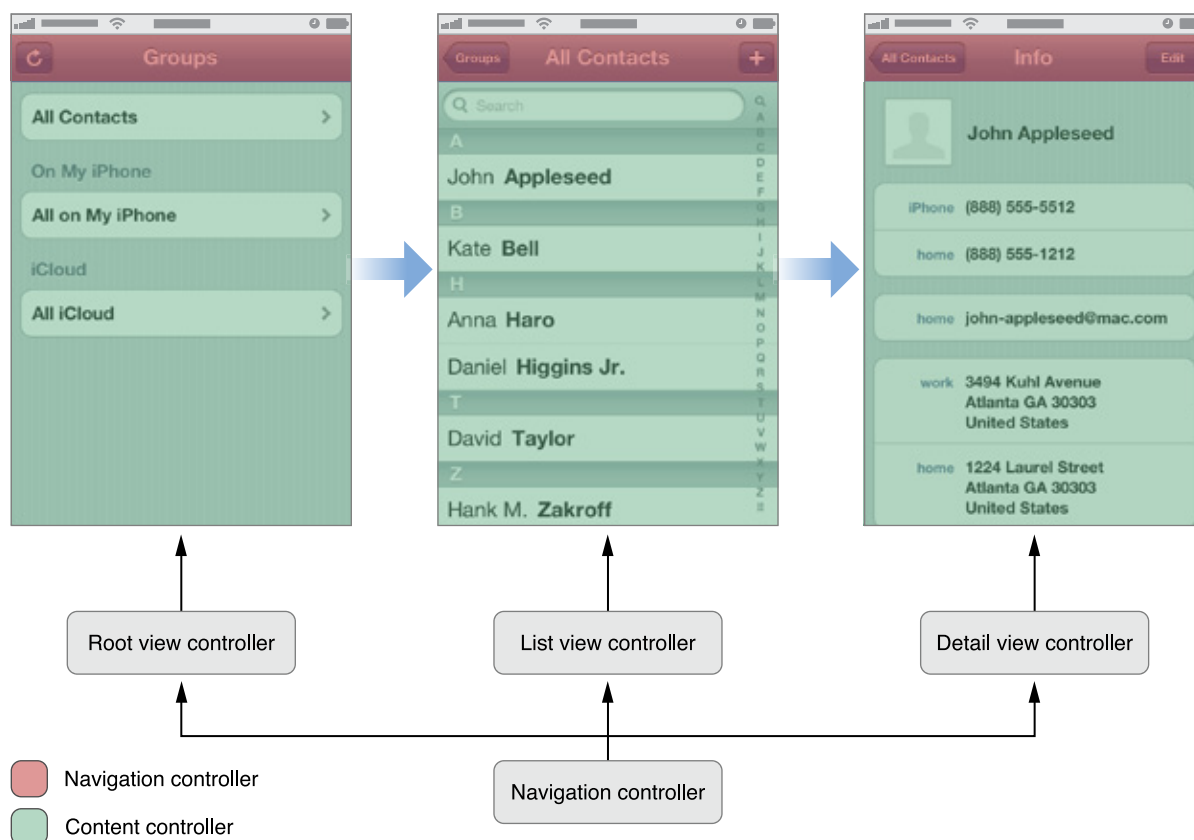 Groups
All Contacts
On My iPhone
All on My iPhone
iCloud
All iCloud
Groups
All Contacts
+
Search
A
John Appleseed
B
Kate Bell
H
Anna Haro
Daniel Higgins Jr.
T
David Taylor
Z
Hank M. Zakroff
A
B
C
D
E
F
G
H
I
J
K
L
M
N
O
P
Q
R
S
T
U
V
W
X
Y
Z
#
All Contacts
Info
Edit
John Appleseed
iPhone (888) 555-5512
home (888) 555-1212
home john-appleseed@mac.com
work 3494 Kuhl Avenue
Atlanta GA 30303
United States
home 1224 Laurel Street
Atlanta GA 30303
United States
Root view controller
List view controller
Detail view controller
Navigation controller
Navigation controller
Content controller